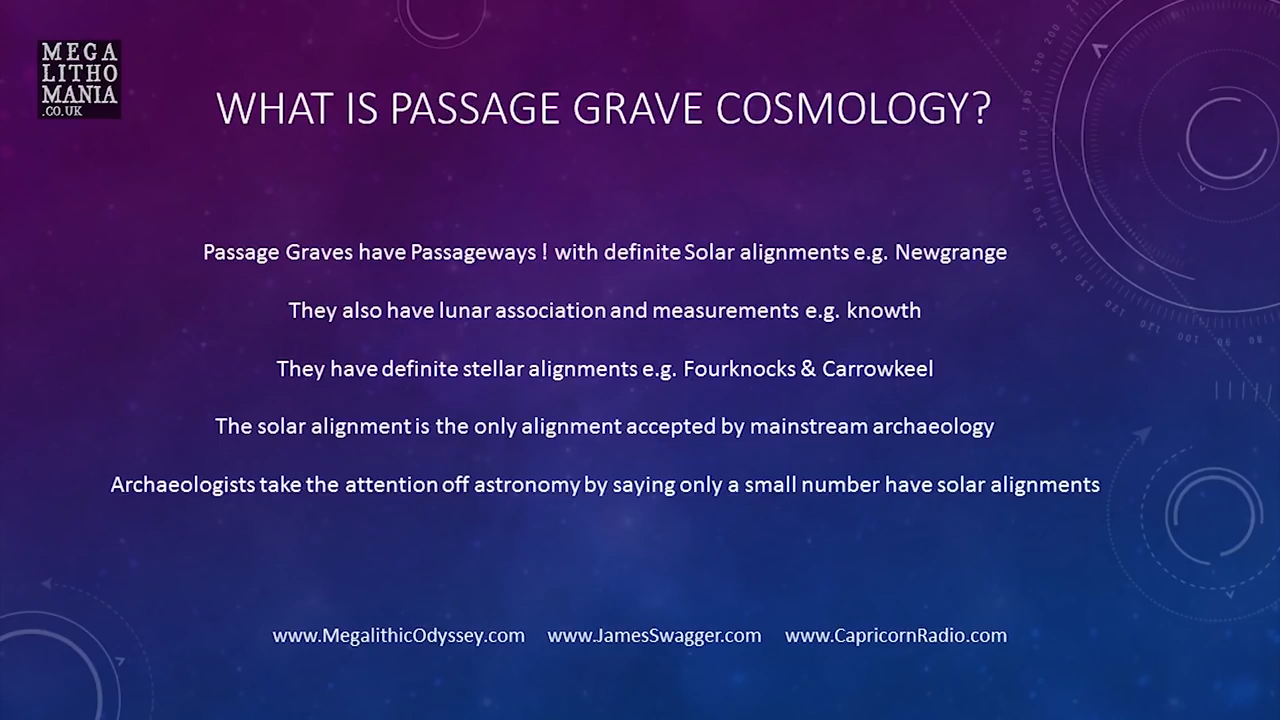 MEGA
LITHO
MANIA
.CO.UK
WHAT IS PASSAGE GRAVE COSMOLOGY?
Passage Graves have Passageways ! with definite Solar alignments e.g. Newgrange
They also have lunar association and measurements e.g. knowth
They have definite stellar alignments e.g. Fourknocks & Carrowkeel
The solar alignment is the only alignment accepted by mainstream archaeology
Archaeologists take the attention off astronomy by saying only a small number have solar alignments
www.MegalithicOdyssey.com www.JamesSwagger.com www.CapricornRadio.com